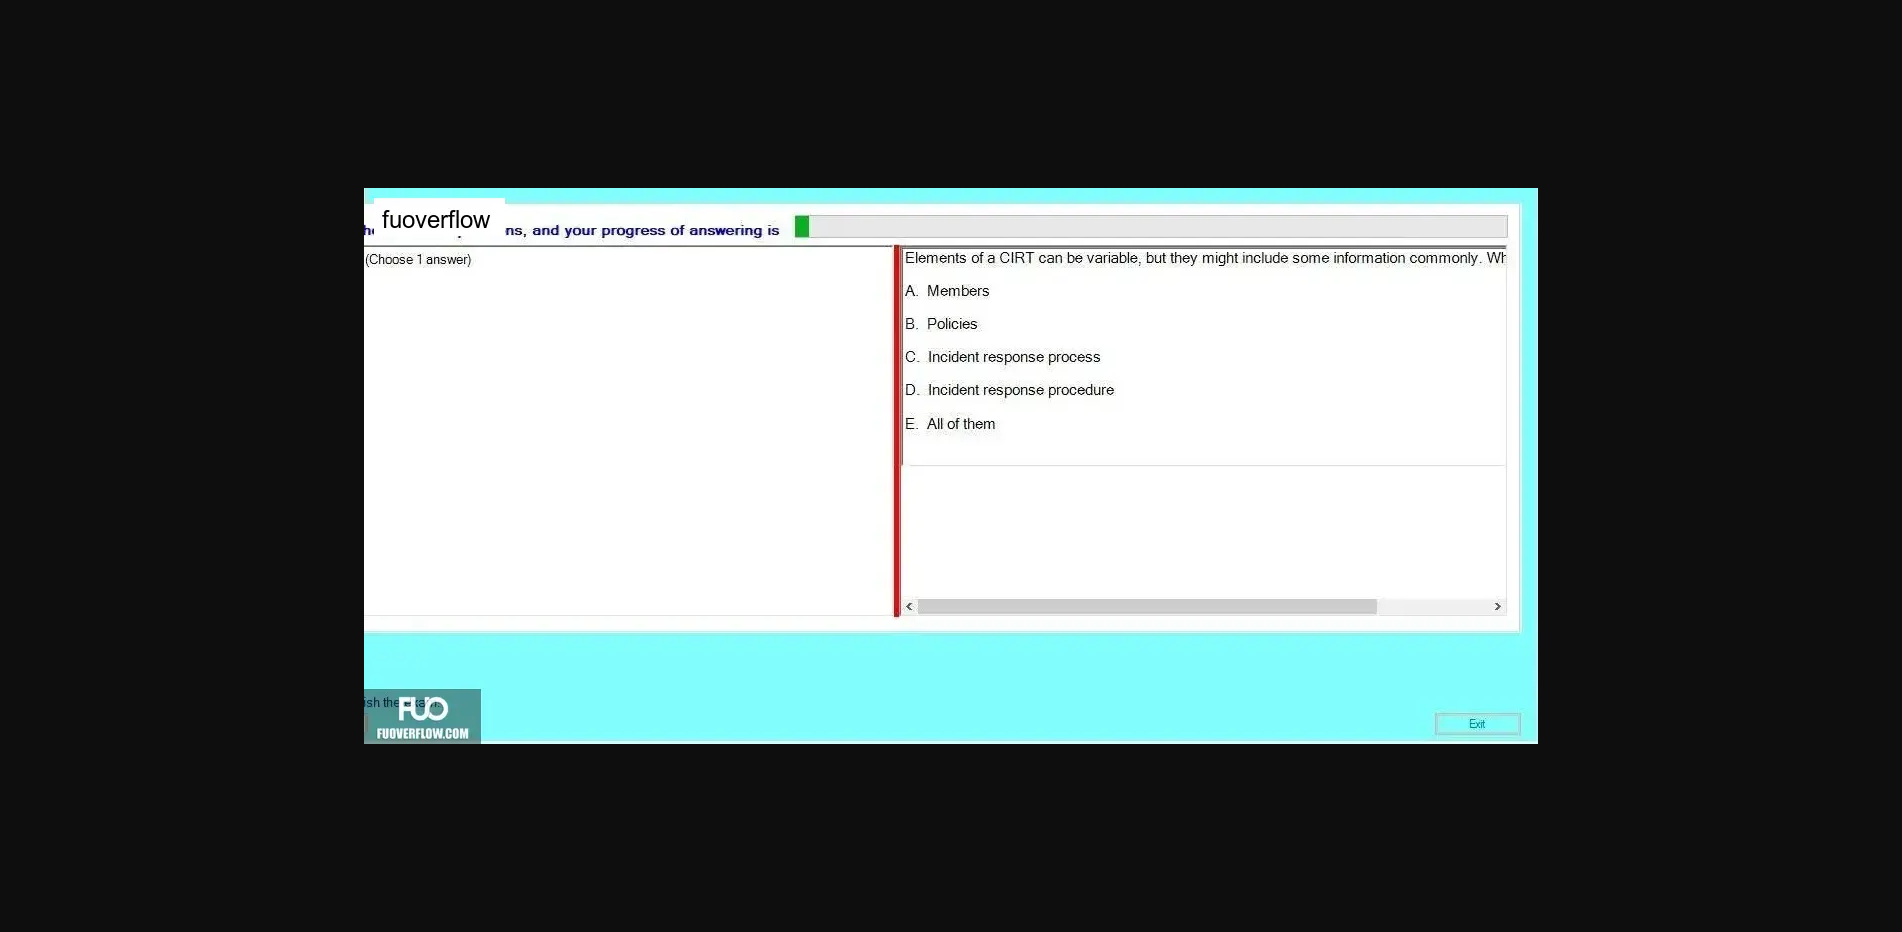 fuoverflow
ns, and your progress of answering is
(Choose 1 answer)
Elements of a CIRT can be variable, but they might include some information commonly. Wh
A. Members
B. Policies
C. Incident response process
D. Incident response procedure
E. All of them
ish the exam.
FUO
FUOVERFLOW.COM
Exit